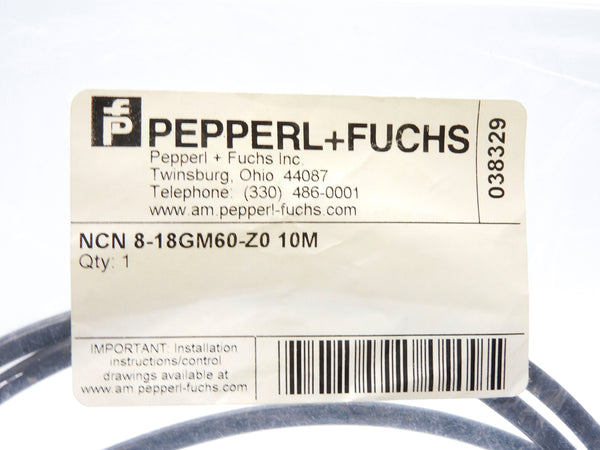 PEPPERL+FUCHS
Pepperl + Fuchs Inc.
Twinsburg, Ohio 44087
Telephone: (330) 486-0001
www.am.pepperl-fuchs.com
038329
NCN 8-18GM60-Z0 10M
Qty: 1
IMPORTANT: Installation
instructions/control
drawings available at
www.am.pepperl-fuchs.com